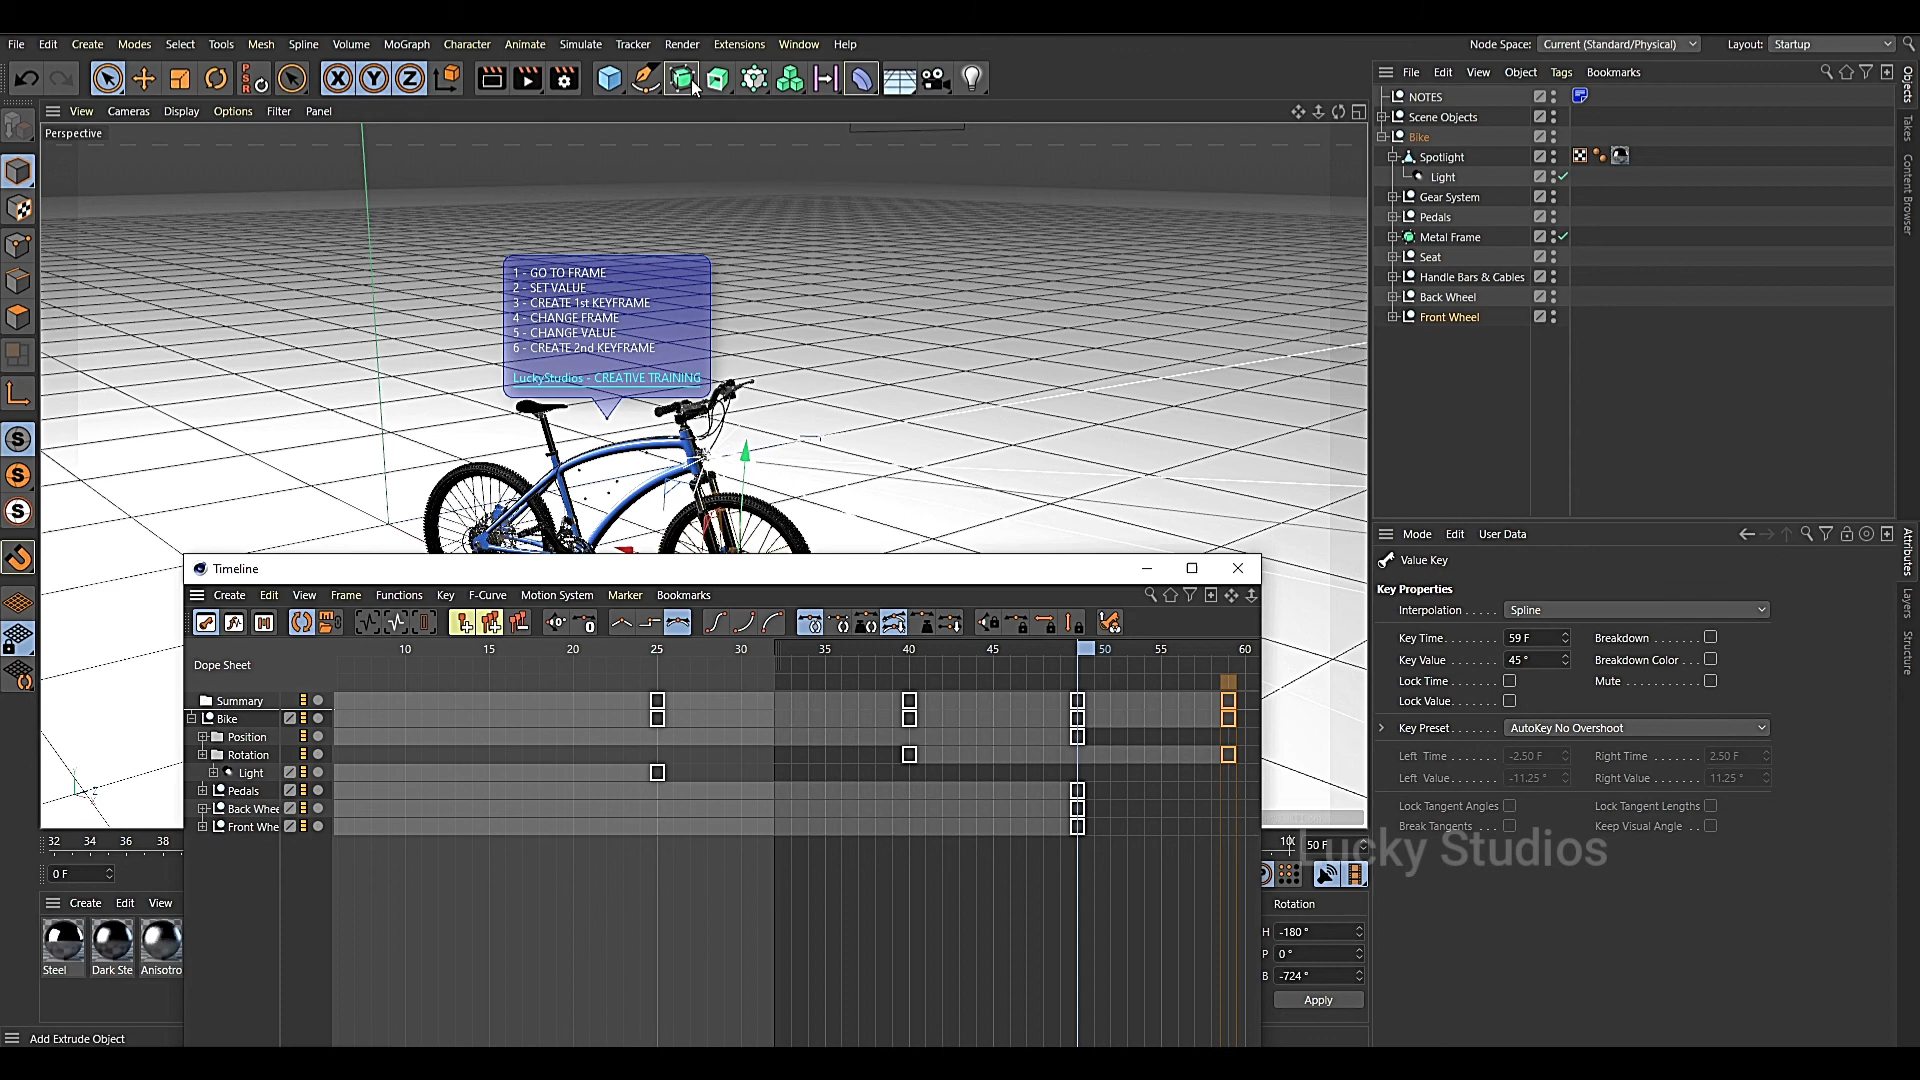 File Edit Create Modes Select Tools Mesh Spline Volume MoGraph Character Animate Simulate Tracker Render Extensions Window Help
Node Space: Current (Standard/Physical) Layout: Startup
View Cameras Display Options Filter Panel
Perspective
1 - GO TO FRAME
2 - SET VALUE
3 - CREATE 1st KEYFRAME
4 - CHANGE FRAME
5 - CHANGE VALUE
6 - CREATE 2nd KEYFRAME
LuckyStudios - CREATIVE TRAINING
File Edit View Object Tags Bookmarks
NOTES
Scene Objects
Bike
Spotlight
Light
Gear System
Pedals
Metal Frame
Seat
Handle Bars & Cables
Back Wheel
Front Wheel
Objects
Takes
Content Browser
Mode Edit User Data
Value Key
Key Properties
Interpolation . . . . . Spline
Key Time . . . . . . . 59 F Breakdown . . . . . . .
Key Value . . . . . . 45 ° Breakdown Color . . .
Lock Time . . . . . . Mute . . . . . . . . . . . .
Lock Value . . . . . .
Key Preset . . . . . . . AutoKey No Overshoot
Left Time . . . . . . -2.50 F Right Time . . . . . . 2.50 F
Left Value . . . . . . -11.25 ° Right Value . . . . . 11.25 °
Lock Tangent Angles Lock Tangent Lengths
Break Tangents . . . Keep Visual Angle . .
Attributes
Layers
Structure
Lucky Studios
Timeline
Create Edit View Frame Functions Key F-Curve Motion System Marker Bookmarks
10 15 20 25 30 35 40 45 50 55 60
Dope Sheet
Summary
Bike
Position
Rotation
Light
Pedals
Back Whee
Front Whe
32 34 36 38
0 F
50 F
Create Edit View
Steel Dark Ste Anisotro
Rotation
H -180 °
P 0 °
B -724 °
Apply
Add Extrude Object